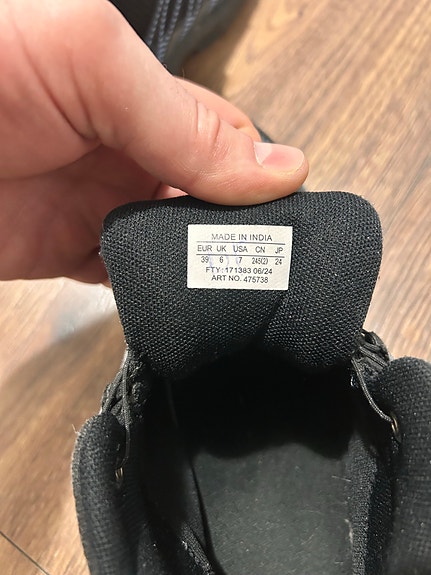 MADE IN INDIA
EUR UK USA CN JP
39 6 7 245(2) 24
FTY: 171383 06/24
ART NO. 475738